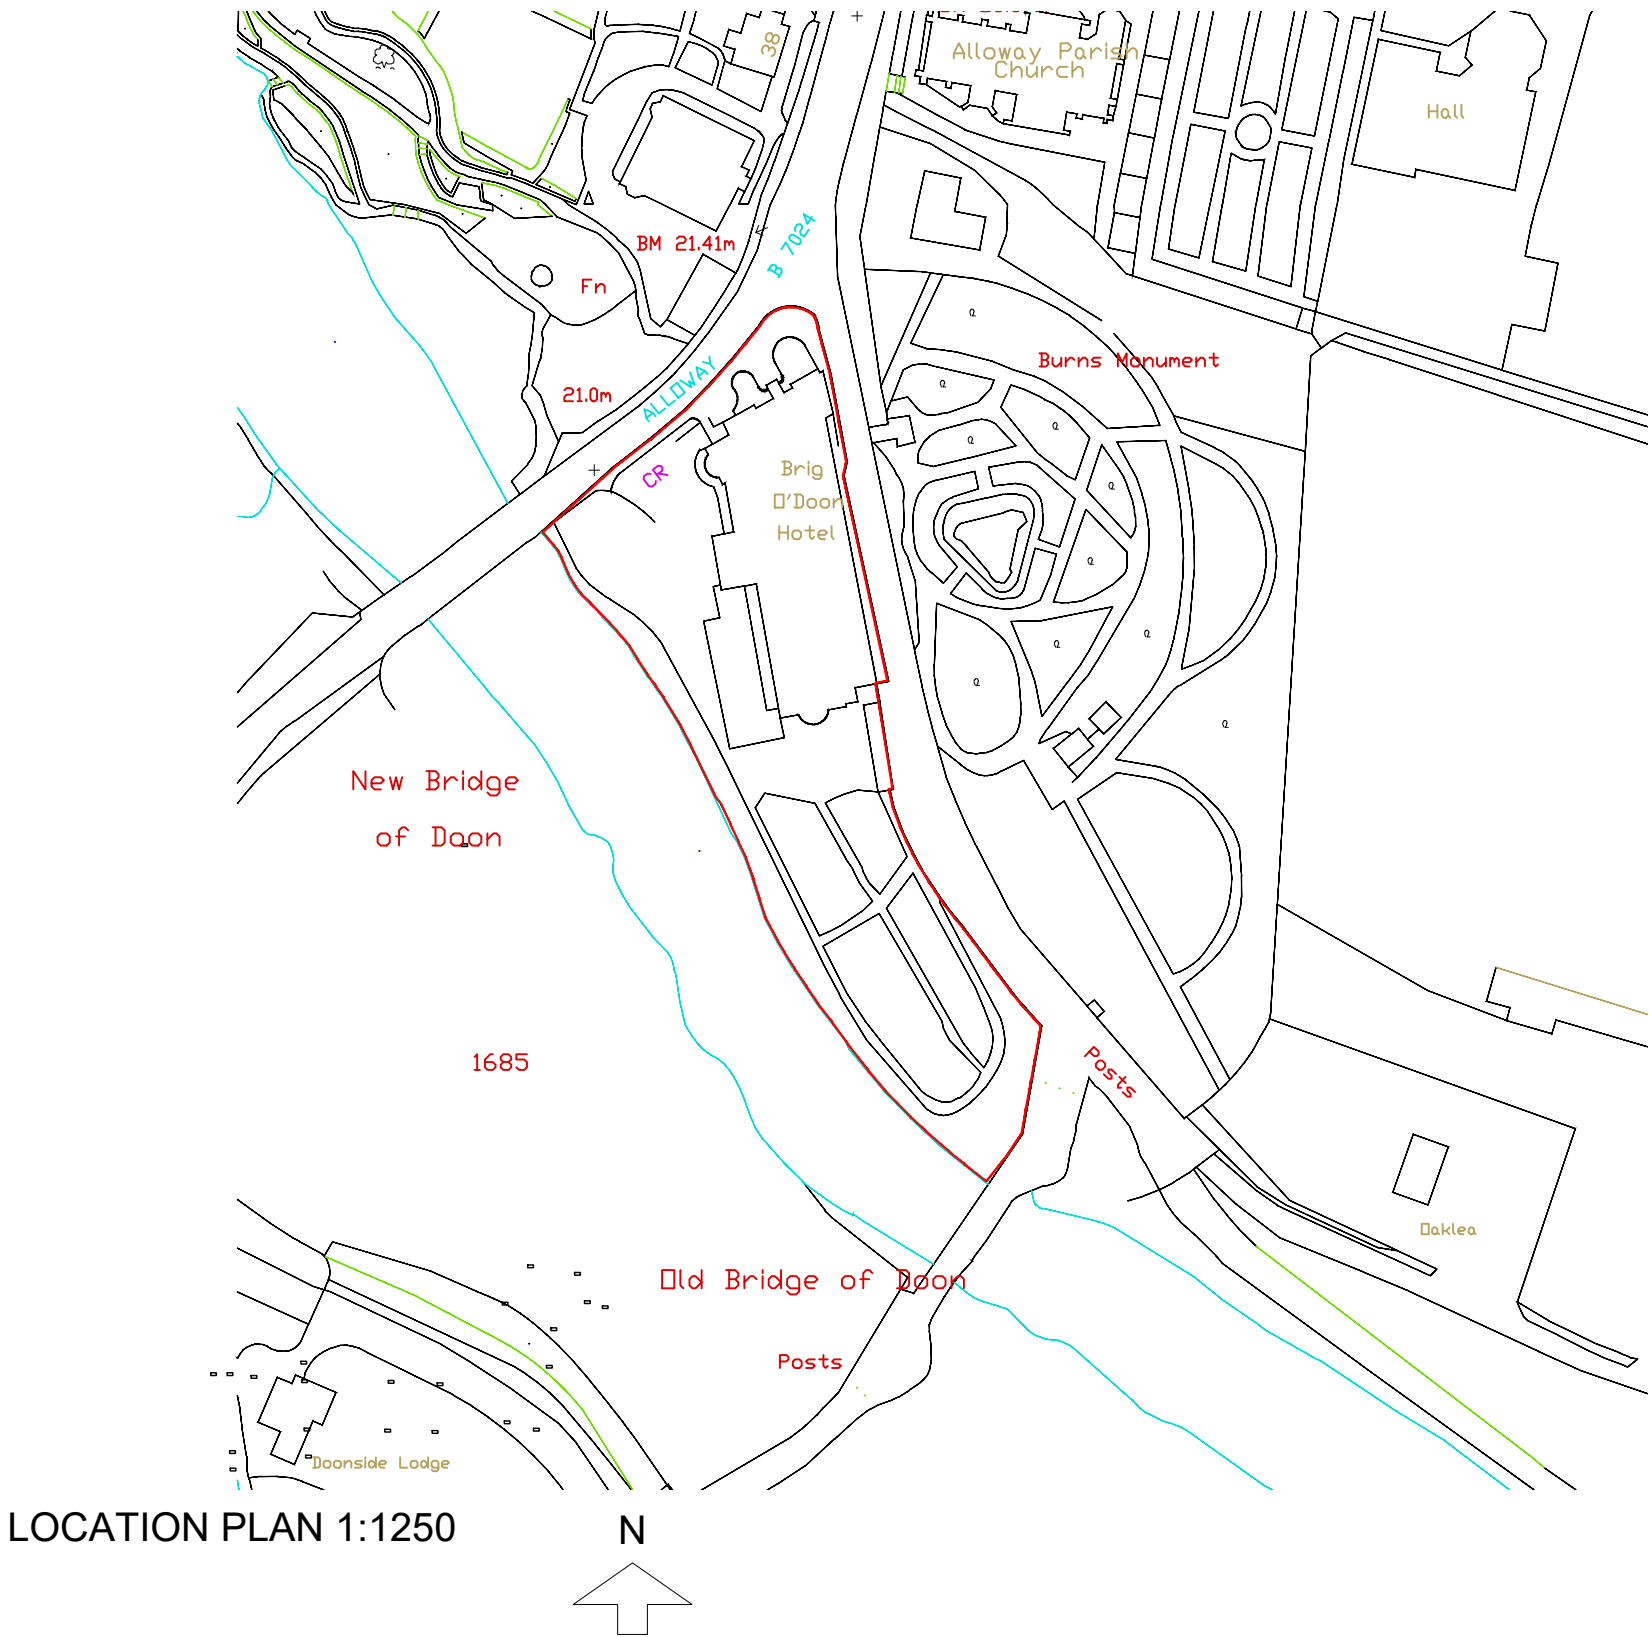 38
Alloway Parish
Church
Hall
BM 21.41m
B 7024
Fn
Burns Monument
21.0m
ALLOWAY
CR
Brig
O'Doon
Hotel
New Bridge
of Doon
1685
Posts
Oaklea
Old Bridge of Doon
Posts
Doonside Lodge
LOCATION PLAN 1:1250
N